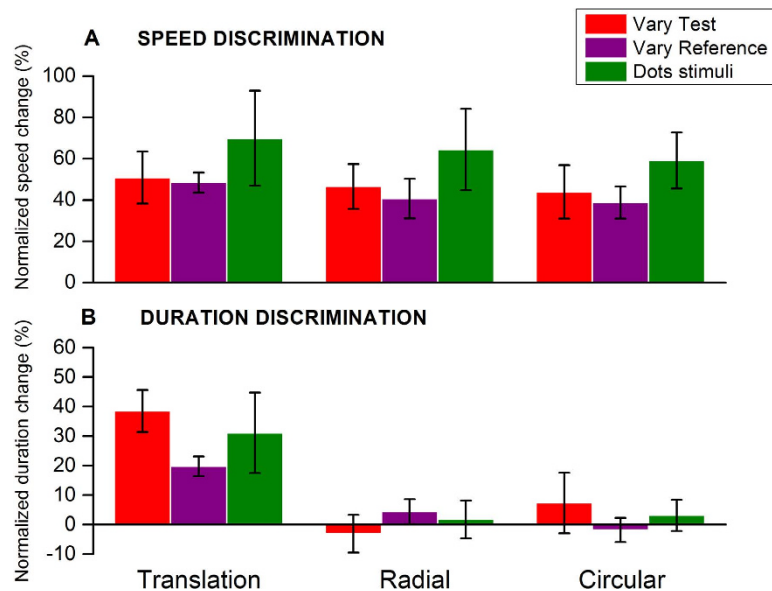 Vary Test
Vary Reference
Dots stimuli
A SPEED DISCRIMINATION
Normalized speed change (%)
100
80
60
40
20
0
B DURATION DISCRIMINATION
Normalized duration change (%)
60
50
40
30
20
10
0
-10
Translation Radial Circular